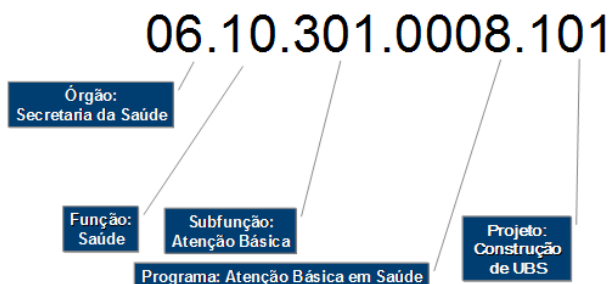 06.10.301.0008.101
Órgão:
Secretaria da Saúde
Função:
Saúde
Subfunção:
Atenção Básica
Programa: Atenção Básica em Saúde
Projeto:
Construção
de UBS